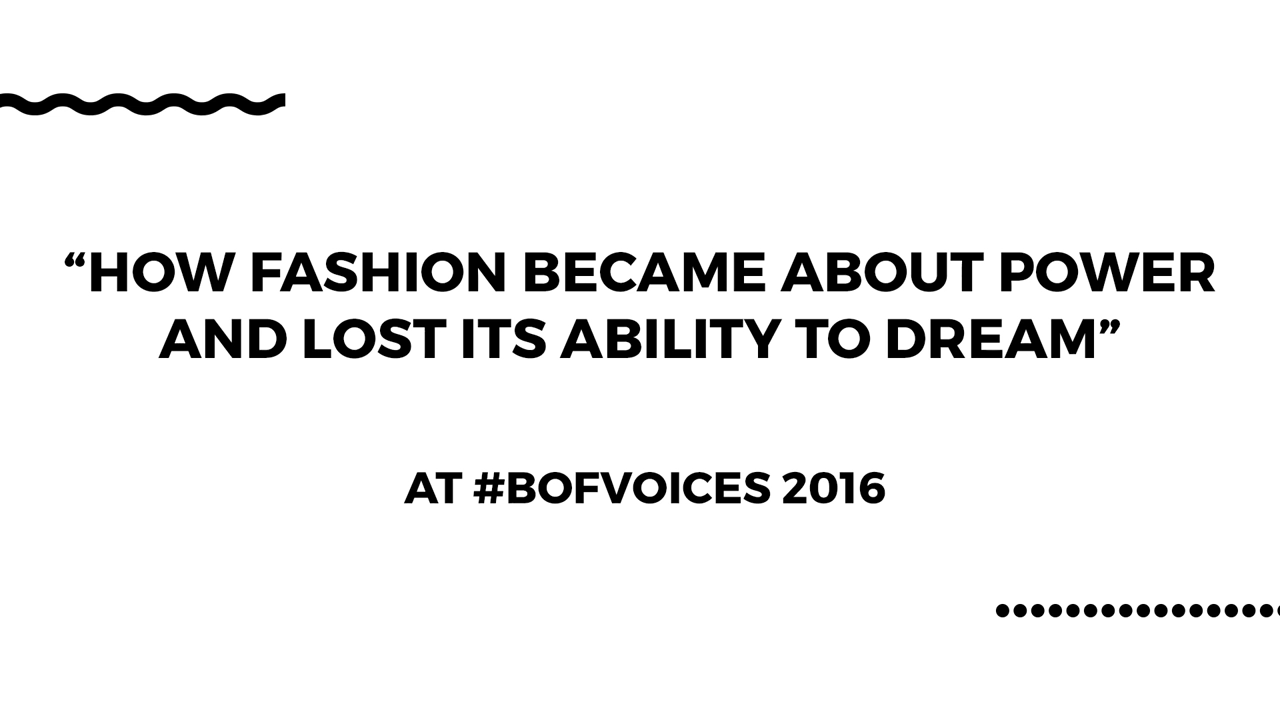 “HOW FASHION BECAME ABOUT POWER
AND LOST ITS ABILITY TO DREAM”
AT #BOFVOICES 2016